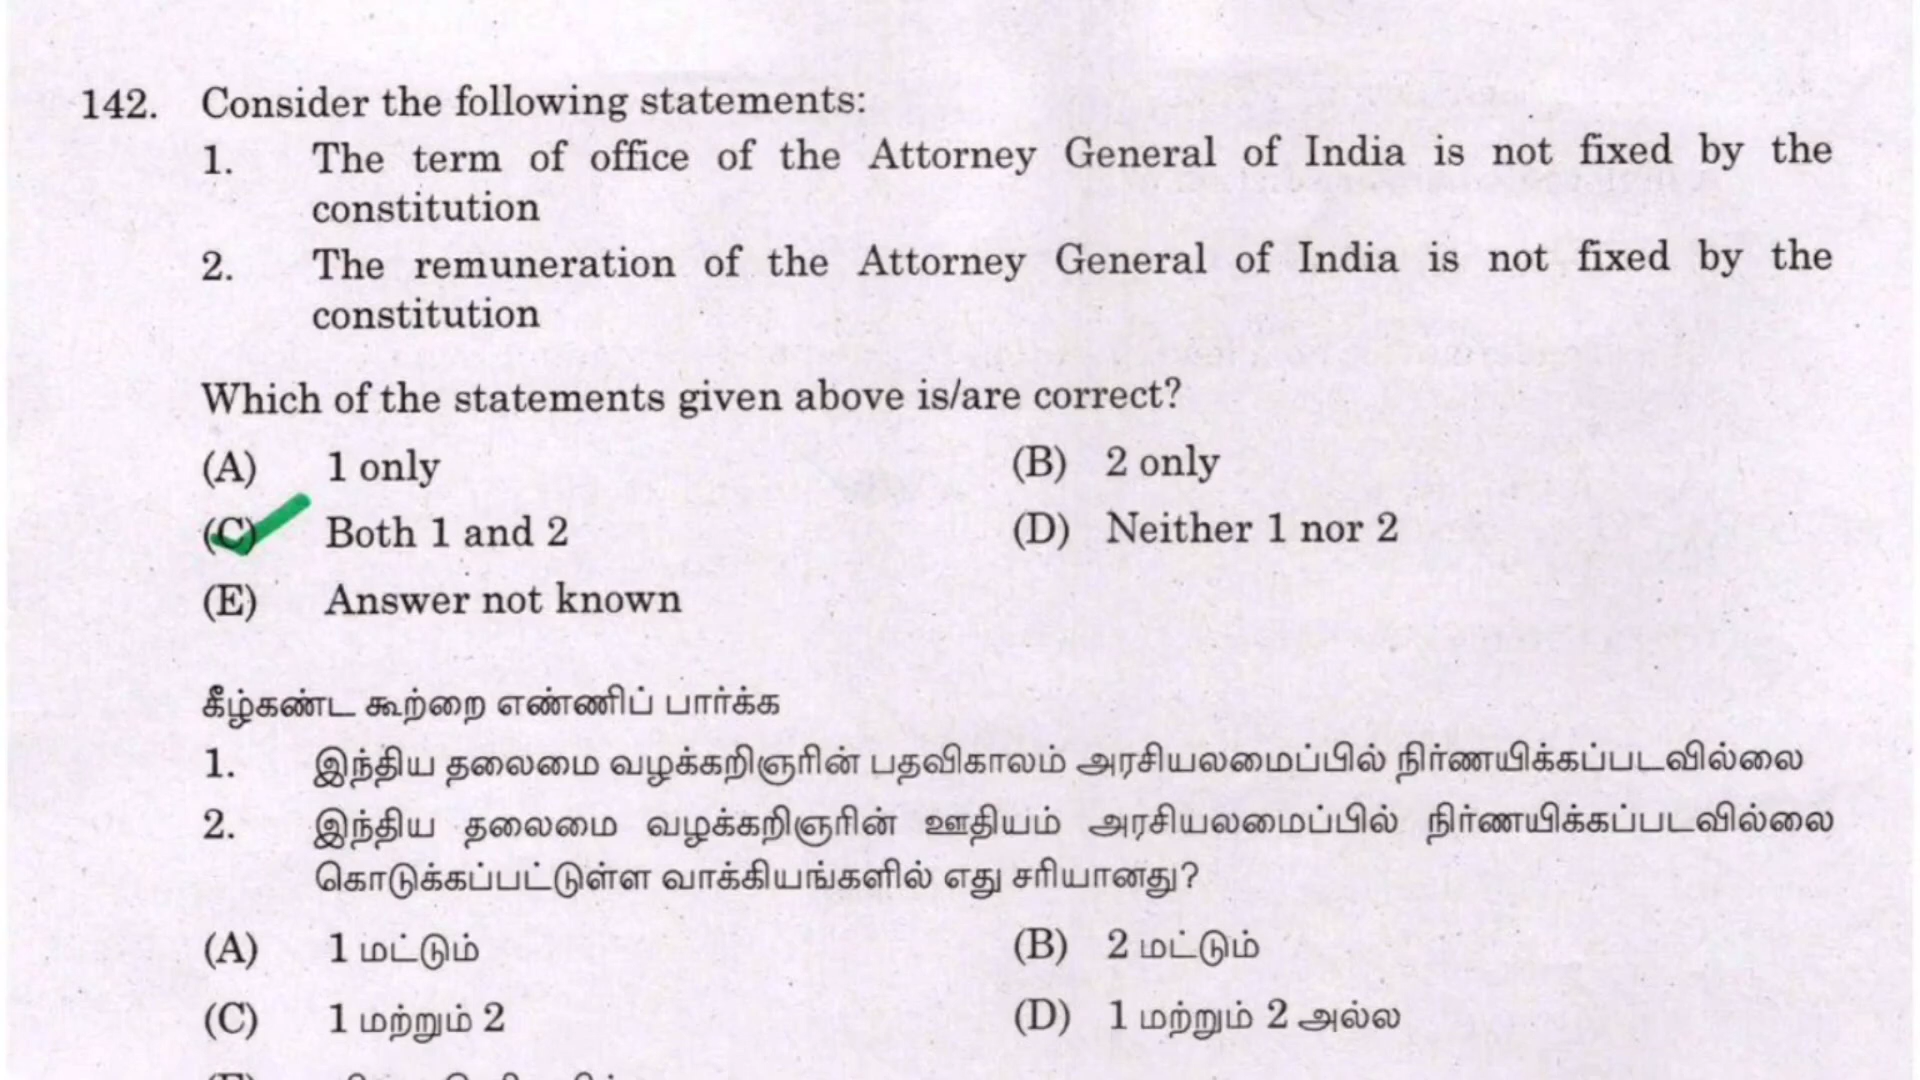 142. Consider the following statements:
1. The term of office of the Attorney General of India is not fixed by the
constitution
2. The remuneration of the Attorney General of India is not fixed by the
constitution
Which of the statements given above is/are correct?
(A) 1 only (B) 2 only
(C) Both 1 and 2 (D) Neither 1 nor 2
(E) Answer not known
கீழ்கண்ட கூற்றை எண்ணிப் பார்க்க
1. இந்திய தலைமை வழக்கறிஞரின் பதவிகாலம் அரசியலமைப்பில் நிர்ணயிக்கப்படவில்லை
2. இந்திய தலைமை வழக்கறிஞரின் ஊதியம் அரசியலமைப்பில் நிர்ணயிக்கப்படவில்லை
கொடுக்கப்பட்டுள்ள வாக்கியங்களில் எது சரியானது?
(A) 1 மட்டும் (B) 2 மட்டும்
(C) 1 மற்றும் 2 (D) 1 மற்றும் 2 அல்ல